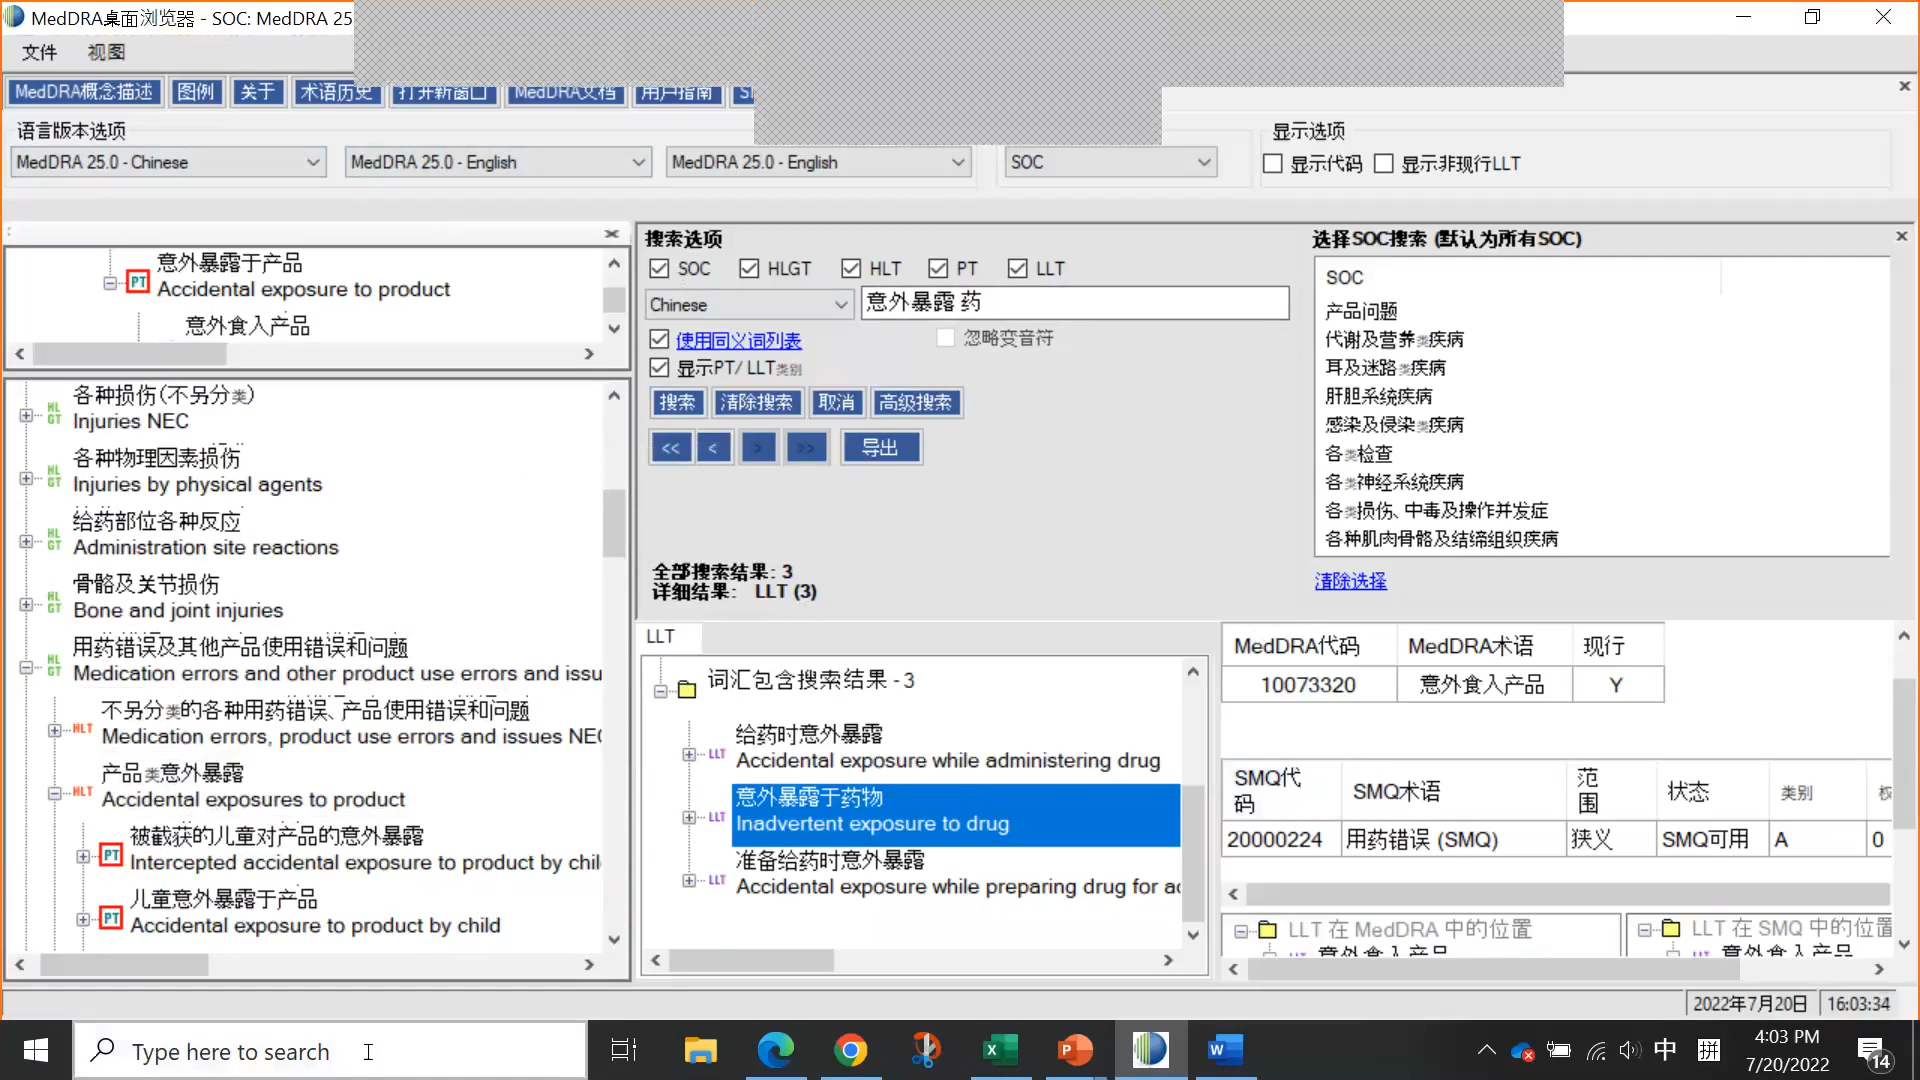 MedDRA桌面浏览器 - SOC: MedDRA 25
文件 视图
MedDRA概念描述 图例 关于 术语历史 打开新窗口 MedDRA文档 用户指南
语言版本选项
MedDRA 25.0 - Chinese
MedDRA 25.0 - English
MedDRA 25.0 - English
SOC
显示选项
显示代码 显示非现行LLT
意外暴露于产品
PT
Accidental exposure to product
意外食入产品
各种损伤(不另分类)
HLGT
Injuries NEC
各种物理因素损伤
HLGT
Injuries by physical agents
给药部位各种反应
HLGT
Administration site reactions
骨骼及关节损伤
HLGT
Bone and joint injuries
用药错误及其他产品使用错误和问题
HLGT
Medication errors and other product use errors and issu
不另分类的各种用药错误、产品使用错误和问题
HLT
Medication errors, product use errors and issues NEC
产品类意外暴露
HLT
Accidental exposures to product
被截获的儿童对产品的意外暴露
PT
Intercepted accidental exposure to product by chil
儿童意外暴露于产品
PT
Accidental exposure to product by child
搜索选项
SOC HLGT HLT PT LLT
Chinese
意外暴露 药
使用同义词列表
忽略变音符
显示PT/ LLT类别
搜索 清除搜索 取消 高级搜索
<< < > >> 导出
全部搜索结果: 3
详细结果: LLT (3)
选择SOC搜索 (默认为所有SOC)
SOC
产品问题
代谢及营养类疾病
耳及迷路类疾病
肝胆系统疾病
感染及侵染类疾病
各类检查
各类神经系统疾病
各类损伤、中毒及操作并发症
各种肌肉骨骼及结缔组织疾病
清除选择
LLT
词汇包含搜索结果 - 3
给药时意外暴露
LLT
Accidental exposure while administering drug
意外暴露于药物
LLT
Inadvertent exposure to drug
准备给药时意外暴露
LLT
Accidental exposure while preparing drug for
MedDRA代码 MedDRA术语 现行
10073320 意外食入产品 Y
SMQ代码 SMQ术语 范围 状态 类别
20000224 用药错误 (SMQ) 狭义 SMQ可用 A 0
LLT 在 MedDRA 中的位置
意外食入产品
LLT 在 SMQ 中的位置
意外食入产品
2022年7月20日 16:03:34
Type here to search
中 拼
4:03 PM
7/20/2022
14